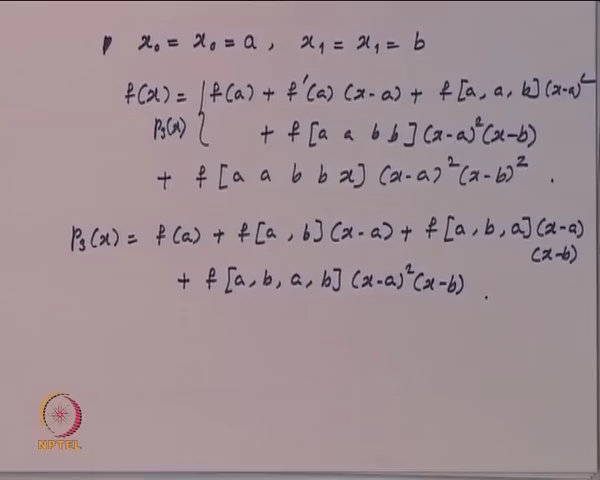 x₀ = x₀ = a, x₁ = x₁ = b
f(x) = { f(a) + f'(a) (x-a) + f[a, a, b] (x-a)²
p₃(x) + f[a a b b] (x-a)² (x-b)
+ f[a a b b x] (x-a)² (x-b)².
p₃(x) = f(a) + f[a, b] (x-a) + f[a, b, a] (x-a)
(x-b)
+ f[a, b, a, b] (x-a)² (x-b).
NPTEL